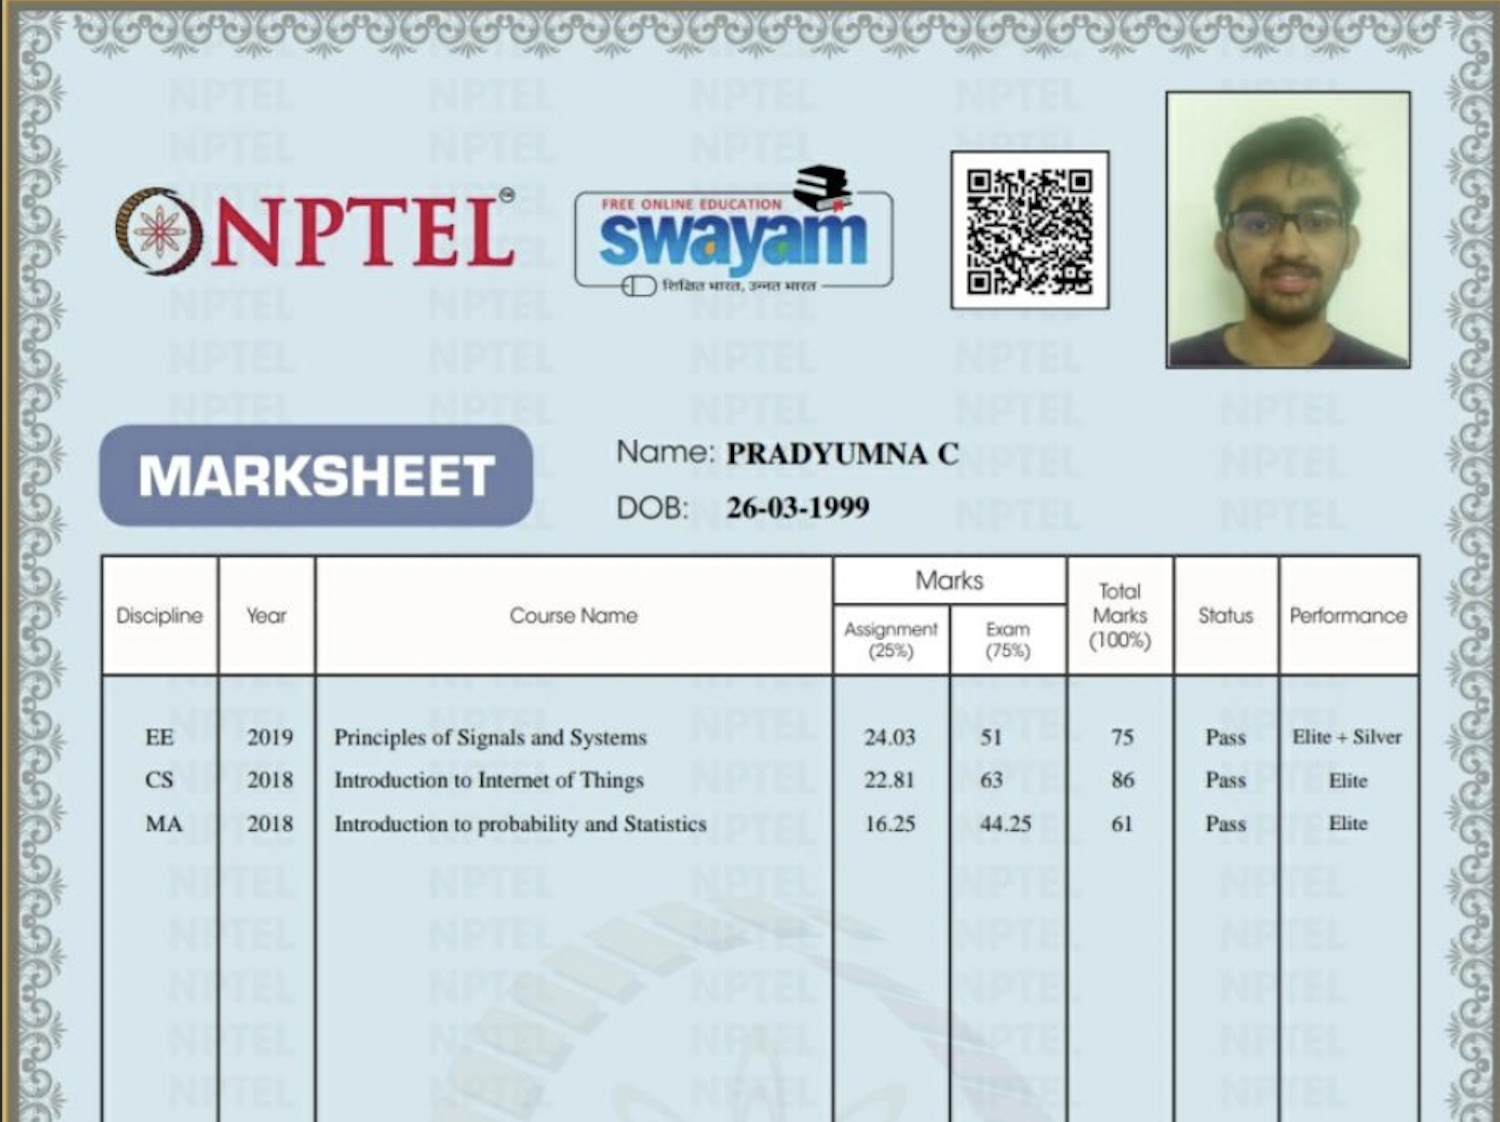 NPTEL
FREE ONLINE EDUCATION
swayam
शिक्षित भारत, उन्नत भारत
MARKSHEET
Name: PRADYUMNA C
DOB: 26-03-1999
Discipline Year Course Name Marks Assignment (25%) Exam (75%) Total Marks (100%) Status Performance
EE 2019 Principles of Signals and Systems 24.03 51 75 Pass Elite + Silver
CS 2018 Introduction to Internet of Things 22.81 63 86 Pass Elite
MA 2018 Introduction to probability and Statistics 16.25 44.25 61 Pass Elite